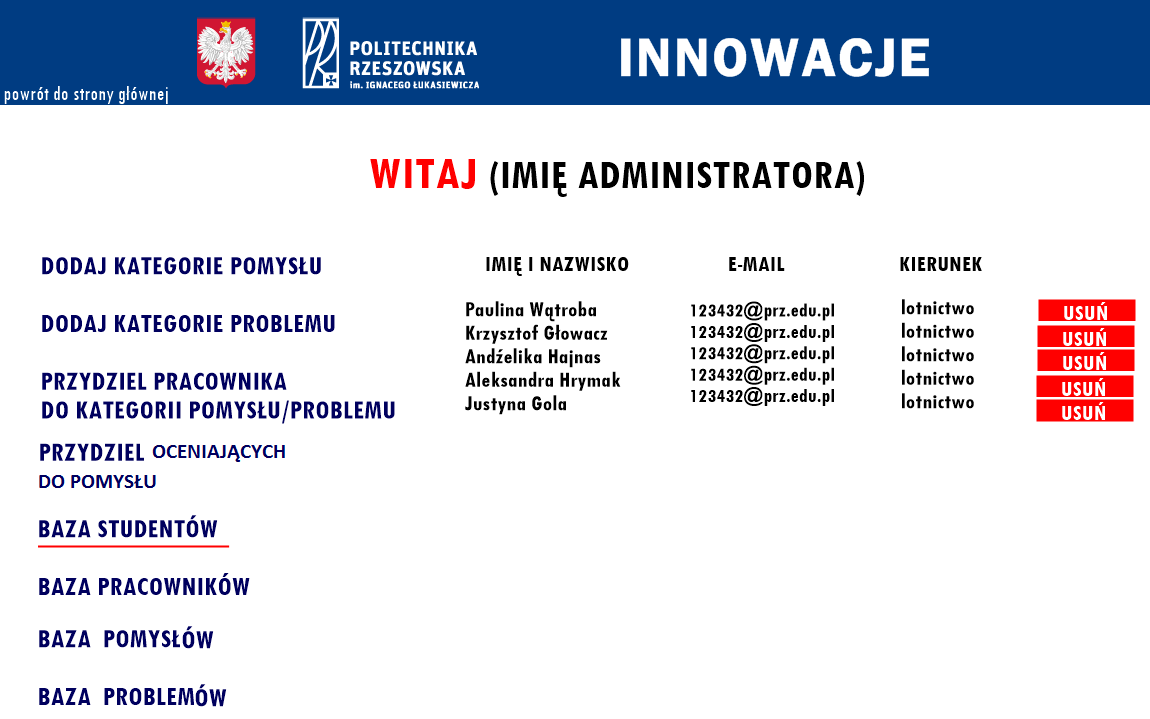 powrót do strony głównej
POLITECHNIKA
RZESZOWSKA
im. IGNACEGO ŁUKASIEWICZA
INNOWACJE
WITAJ (IMIĘ ADMINISTRATORA)
DODAJ KATEGORIE POMYSŁU
DODAJ KATEGORIE PROBLEMU
PRZYDZIEL PRACOWNIKA
DO KATEGORII POMYSŁU/PROBLEMU
PRZYDZIEL OCENIAJĄCYCH
DO POMYSŁU
BAZA STUDENTÓW
BAZA PRACOWNIKÓW
BAZA POMYSŁÓW
BAZA PROBLEMÓW
IMIĘ I NAZWISKO E-MAIL KIERUNEK
Paulina Wątroba 123432@prz.edu.pl lotnictwo USUŃ
Krzysztof Głowacz 123432@prz.edu.pl lotnictwo USUŃ
Andźelika Hajnas 123432@prz.edu.pl lotnictwo USUŃ
Aleksandra Hrymak 123432@prz.edu.pl lotnictwo USUŃ
Justyna Gola 123432@prz.edu.pl lotnictwo USUŃ